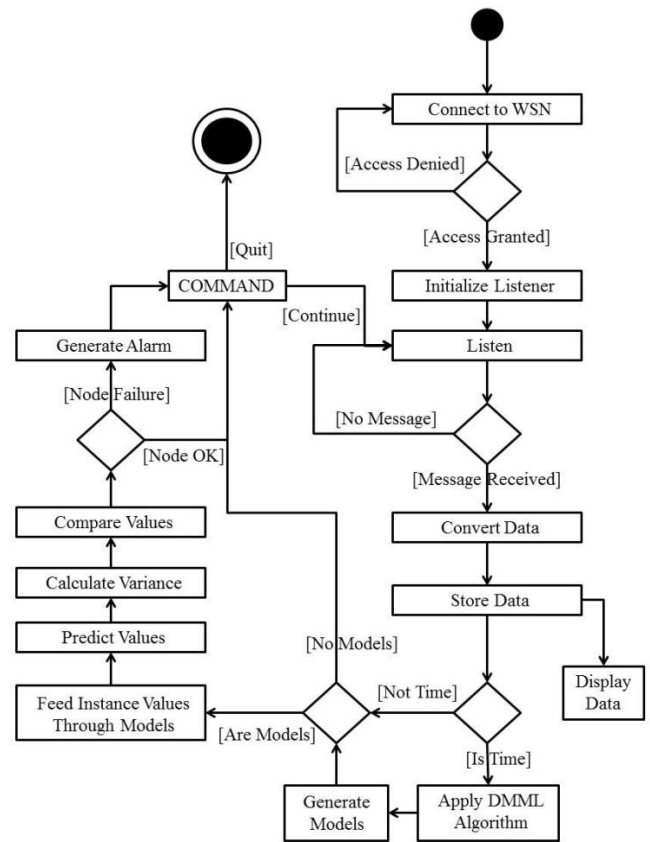 Connect to WSN
[Access Denied]
[Access Granted]
[Quit]
COMMAND
Initialize Listener
[Continue]
Generate Alarm
Listen
[Node Failure]
[No Message]
[Node OK]
[Message Received]
Compare Values
Convert Data
Calculate Variance
Store Data
Predict Values
[No Models]
Display
Data
[Not Time]
Feed Instance Values
Through Models
[Are Models]
[Is Time]
Generate
Models
Apply DMML
Algorithm